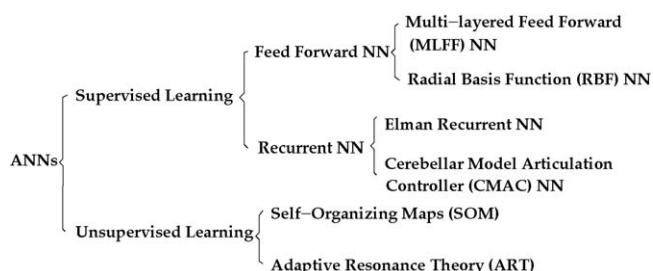 Multi−layered Feed Forward
(MLFF) NN
Feed Forward NN
Radial Basis Function (RBF) NN
Supervised Learning
Elman Recurrent NN
Recurrent NN
Cerebellar Model Articulation
Controller (CMAC) NN
ANNs
Self−Organizing Maps (SOM)
Unsupervised Learning
Adaptive Resonance Theory (ART)